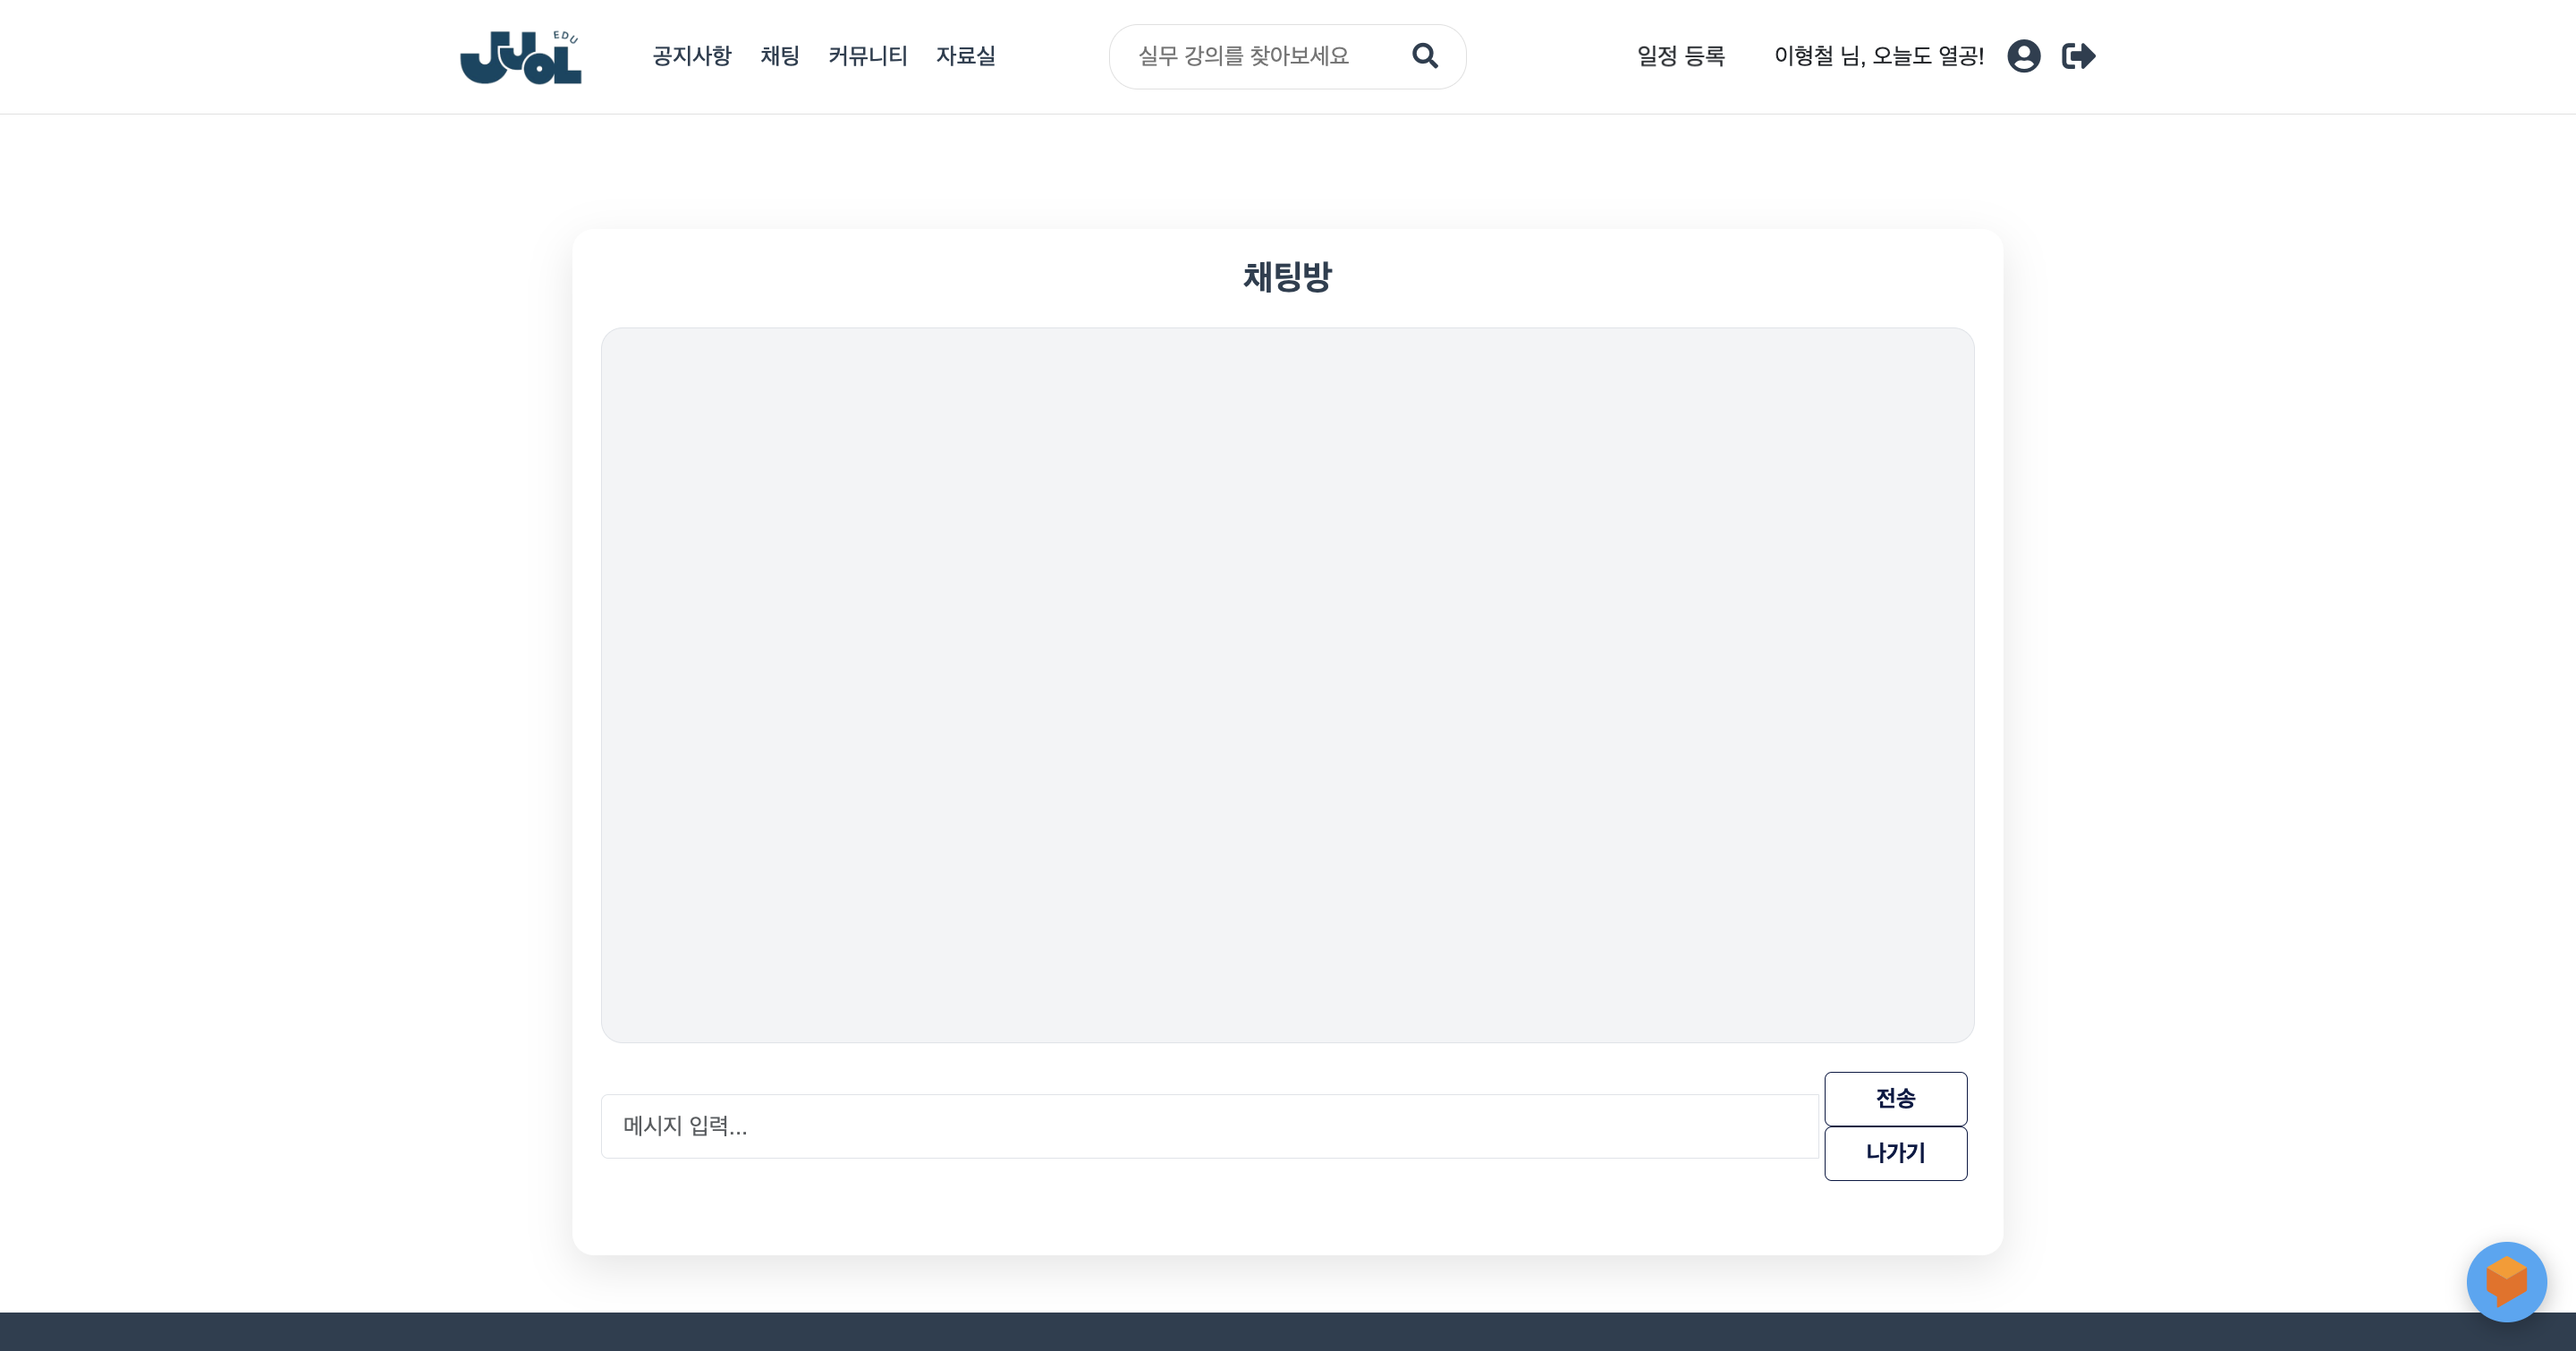 JUOL EDU
공지사항 채팅 커뮤니티 자료실 실무 강의를 찾아보세요 일정 등록 이형철 님, 오늘도 열공!
채팅방
메시지 입력...
전송
나가기